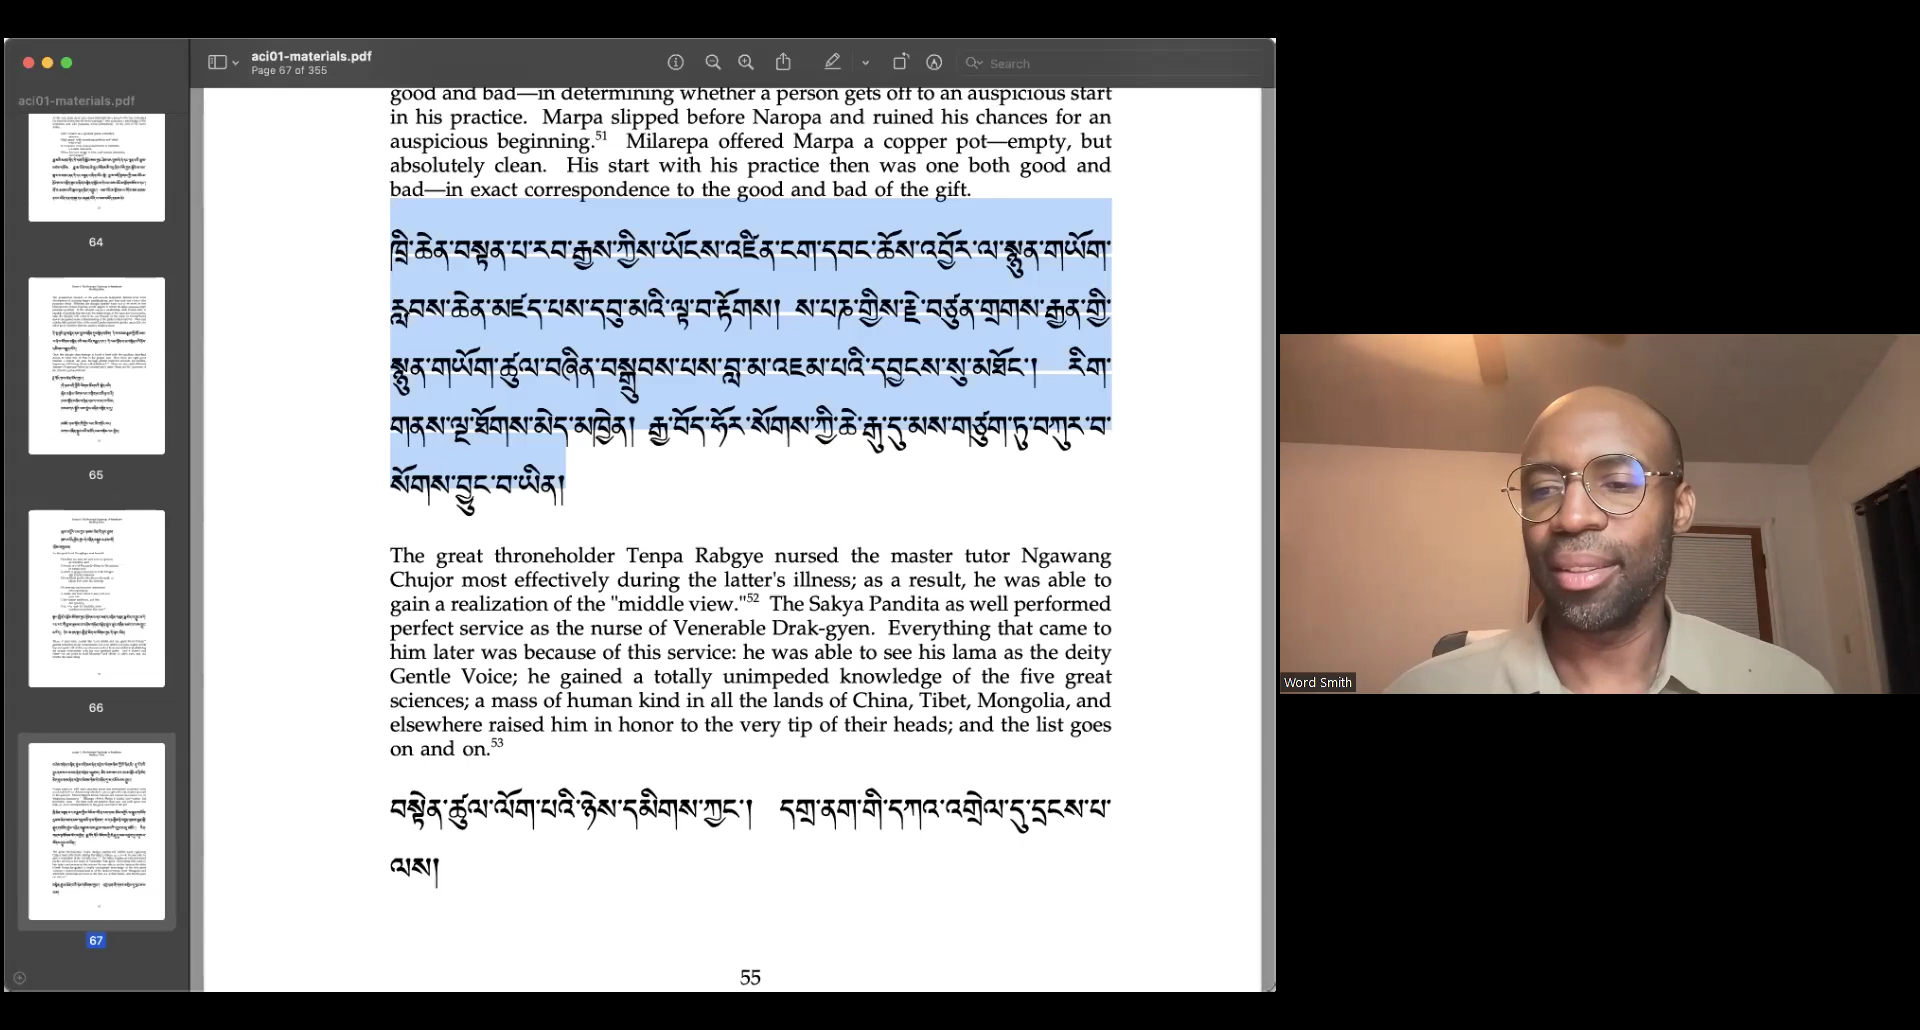 aci01-materials.pdf
Page 67 of 355
Search
aci01-materials.pdf
64
65
66
67
good and bad—in determining whether a person gets off to an auspicious start
in his practice. Marpa slipped before Naropa and ruined his chances for an
auspicious beginning.51 Milarepa offered Marpa a copper pot—empty, but
absolutely clean. His start with his practice then was one both good and
bad—in exact correspondence to the good and bad of the gift.
ཁྲི་ཆེན་བསྟན་པ་རབ་རྒྱས་ཀྱིས་ཡོངས་འཛིན་ངག་དབང་ཆོས་འབྱོར་ལ་སྙུན་གཡོག་
རླབས་ཆེན་མཛད་པས་དབུ་མའི་ལྟ་བ་རྟོགས། ས་པཎ་གྱིས་རྗེ་བཙུན་གྲགས་རྒྱན་གྱི་
སྙུན་གཡོག་ཚུལ་བཞིན་བསྒྲུབས་པས་བླ་མ་འཇམ་པའི་དབྱངས་སུ་མཐོང་། རིག་
གནས་ལྔ་ཐོགས་མེད་མཁྱེན། རྒྱ་བོད་ཧོར་སོགས་ཀྱི་ཆེ་རྒུ་དུ་མས་གཙུག་ཏུ་བཀུར་བ་
སོགས་བྱུང་བ་ཡིན།
The great throneholder Tenpa Rabgye nursed the master tutor Ngawang
Chujor most effectively during the latter's illness; as a result, he was able to
gain a realization of the "middle view."52 The Sakya Pandita as well performed
perfect service as the nurse of Venerable Drak-gyen. Everything that came to
him later was because of this service: he was able to see his lama as the deity
Gentle Voice; he gained a totally unimpeded knowledge of the five great
sciences; a mass of human kind in all the lands of China, Tibet, Mongolia, and
elsewhere raised him in honor to the very tip of their heads; and the list goes
on and on.53
བསྟེན་ཚུལ་ལོག་པའི་ཉེས་དམིགས་ཀྱང་། དགྲ་ནག་གི་དཀའ་འགྲེལ་དུ་དྲངས་པ་
ལས།
55
Word Smith